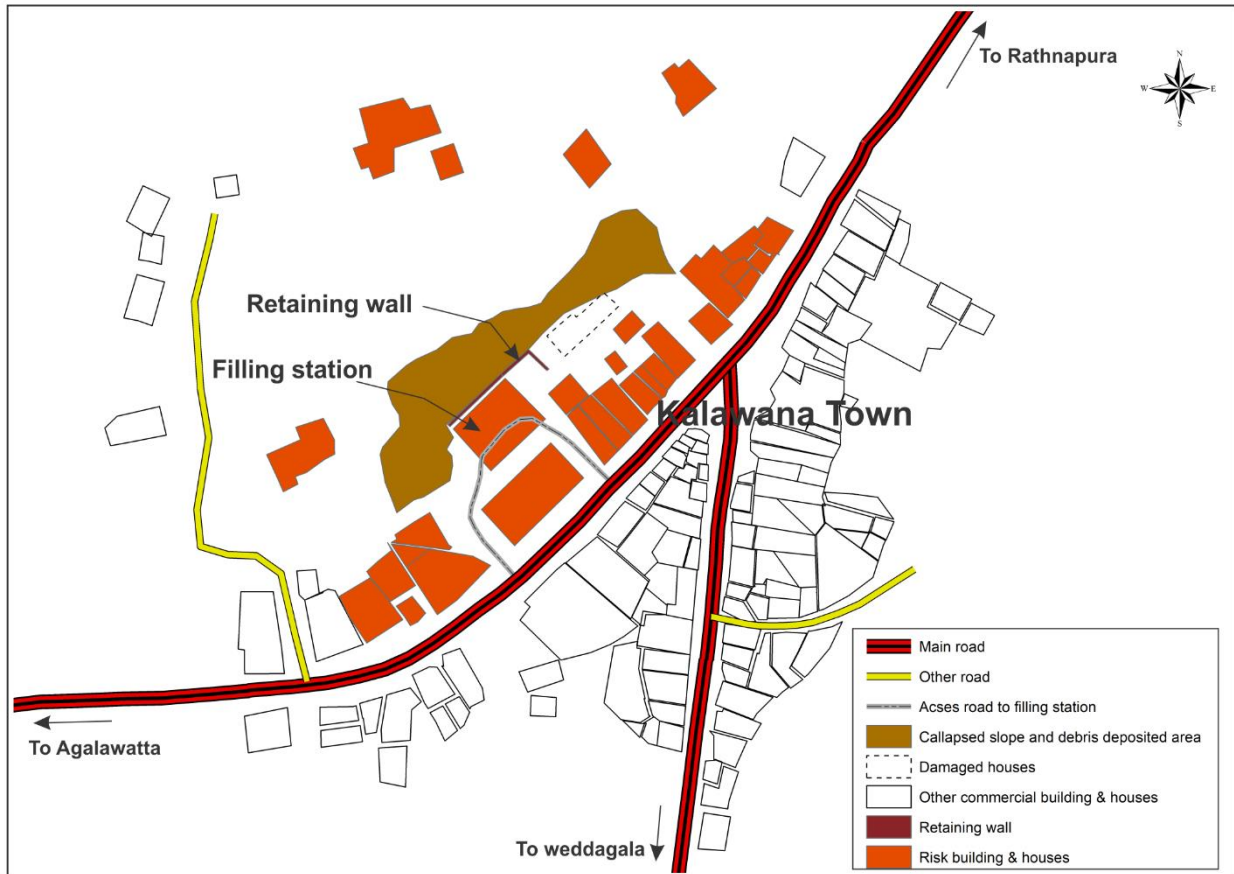 To Rathnapura
N
W E
S
Retaining wall
Filling station
Kalawana Town
To Agalawatta
To weddagala
Main road
Other road
Acses road to filling station
Callapsed slope and debris deposited area
Damaged houses
Other commercial building & houses
Retaining wall
Risk building & houses